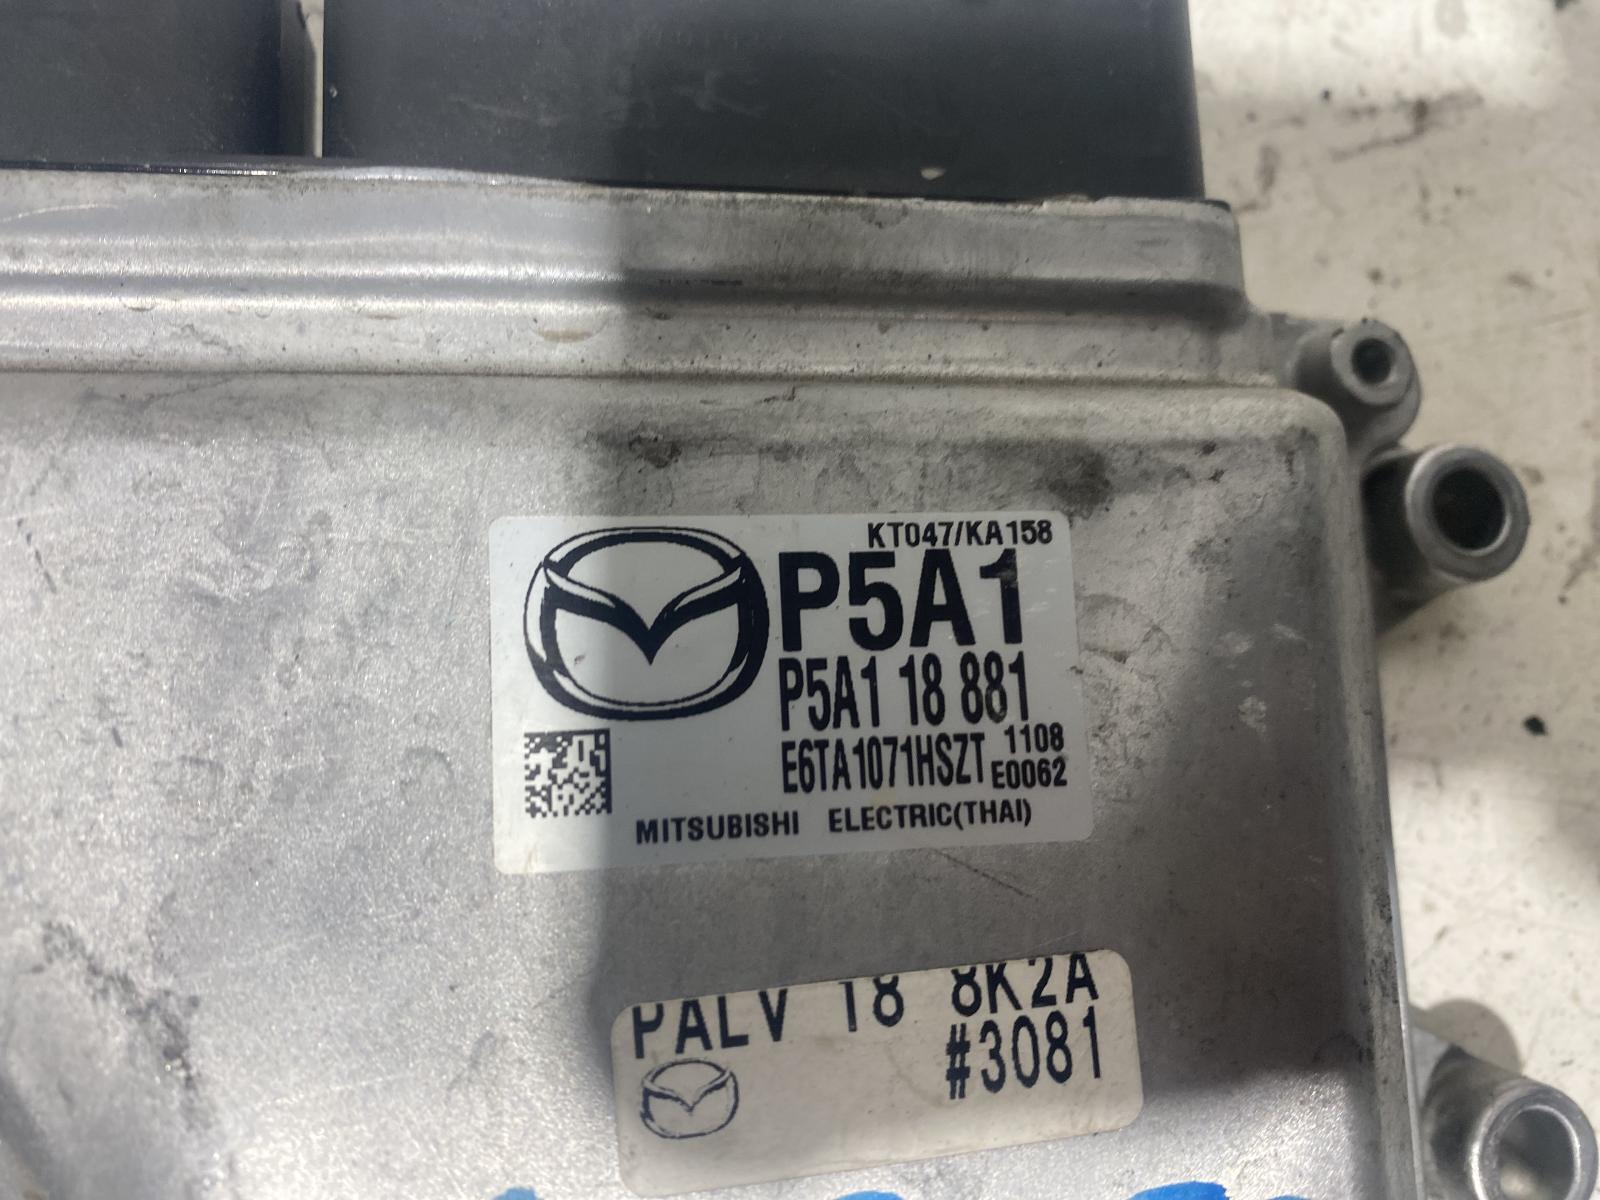 KT047/KA158
P5A1
P5A1 18 881
E6TA1071HSZT 1108
E0062
MITSUBISHI ELECTRIC(THAI)
PALV 18 8K2A
#3081